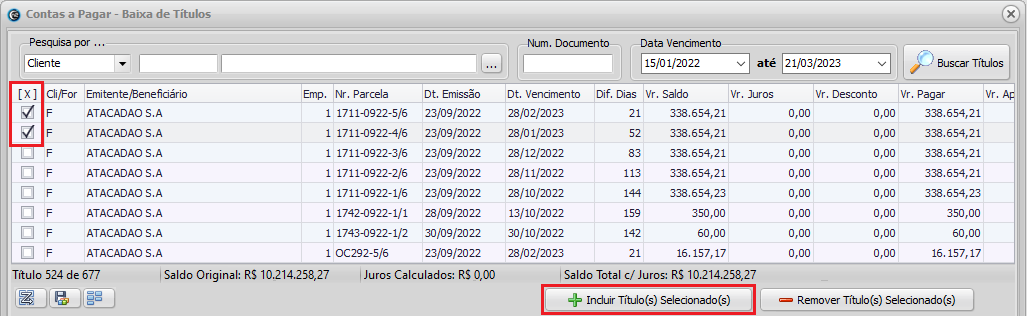 Contas a Pagar - Baixa de Títulos
Pesquisa por ... Num. Documento Data Vencimento
Cliente ... 15/01/2022 até 21/03/2023 Buscar Títulos
[X] Cli/For Emitente/Beneficiário Emp. Nr. Parcela Dt. Emissão Dt. Vencimento Dif. Dias Vr. Saldo Vr. Juros Vr. Desconto Vr. Pagar Vr. Ap
F ATACADAO S.A 1 1711-0922-5/6 23/09/2022 28/02/2023 21 338.654,21 0,00 0,00 338.654,21
F ATACADAO S.A 1 1711-0922-4/6 23/09/2022 28/01/2023 52 338.654,21 0,00 0,00 338.654,21
F ATACADAO S.A 1 1711-0922-3/6 23/09/2022 28/12/2022 83 338.654,21 0,00 0,00 338.654,21
F ATACADAO S.A 1 1711-0922-2/6 23/09/2022 28/11/2022 113 338.654,21 0,00 0,00 338.654,21
F ATACADAO S.A 1 1711-0922-1/6 23/09/2022 28/10/2022 144 338.654,23 0,00 0,00 338.654,23
F ATACADAO S.A 1 1742-0922-1/1 28/09/2022 13/10/2022 159 350,00 0,00 0,00 350,00
F ATACADAO S.A 1 1743-0922-1/2 30/09/2022 30/10/2022 142 60,00 0,00 0,00 60,00
F ATACADAO S.A 1 OC292-5/6 23/09/2022 28/02/2023 21 16.157,17 0,00 0,00 16.157,17
Título 524 de 677 Saldo Original: R$ 10.214.258,27 Juros Calculados: R$ 0,00 Saldo Total c/ Juros: R$ 10.214.258,27
Incluir Título(s) Selecionado(s) Remover Título(s) Selecionado(s)